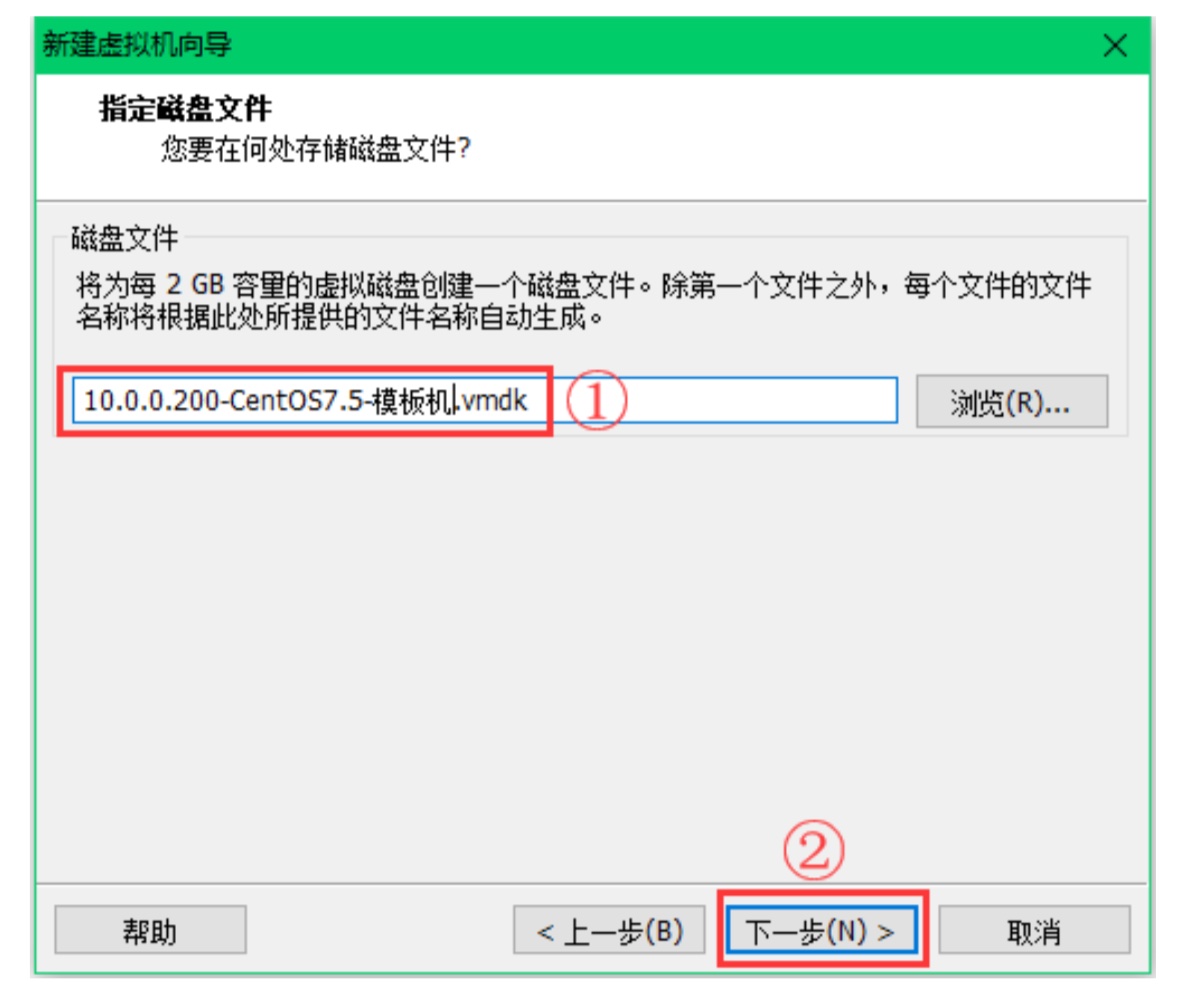 新建虚拟机向导
指定磁盘文件
您要在何处存储磁盘文件?
磁盘文件
将为每 2 GB 容量的虚拟磁盘创建一个磁盘文件。除第一个文件之外，每个文件的文件
名称将根据此处所提供的文件名称自动生成。
10.0.0.200-CentOS7.5-模板机.vmdk ① 浏览(R)...
②
帮助 < 上一步(B) 下一步(N) > 取消